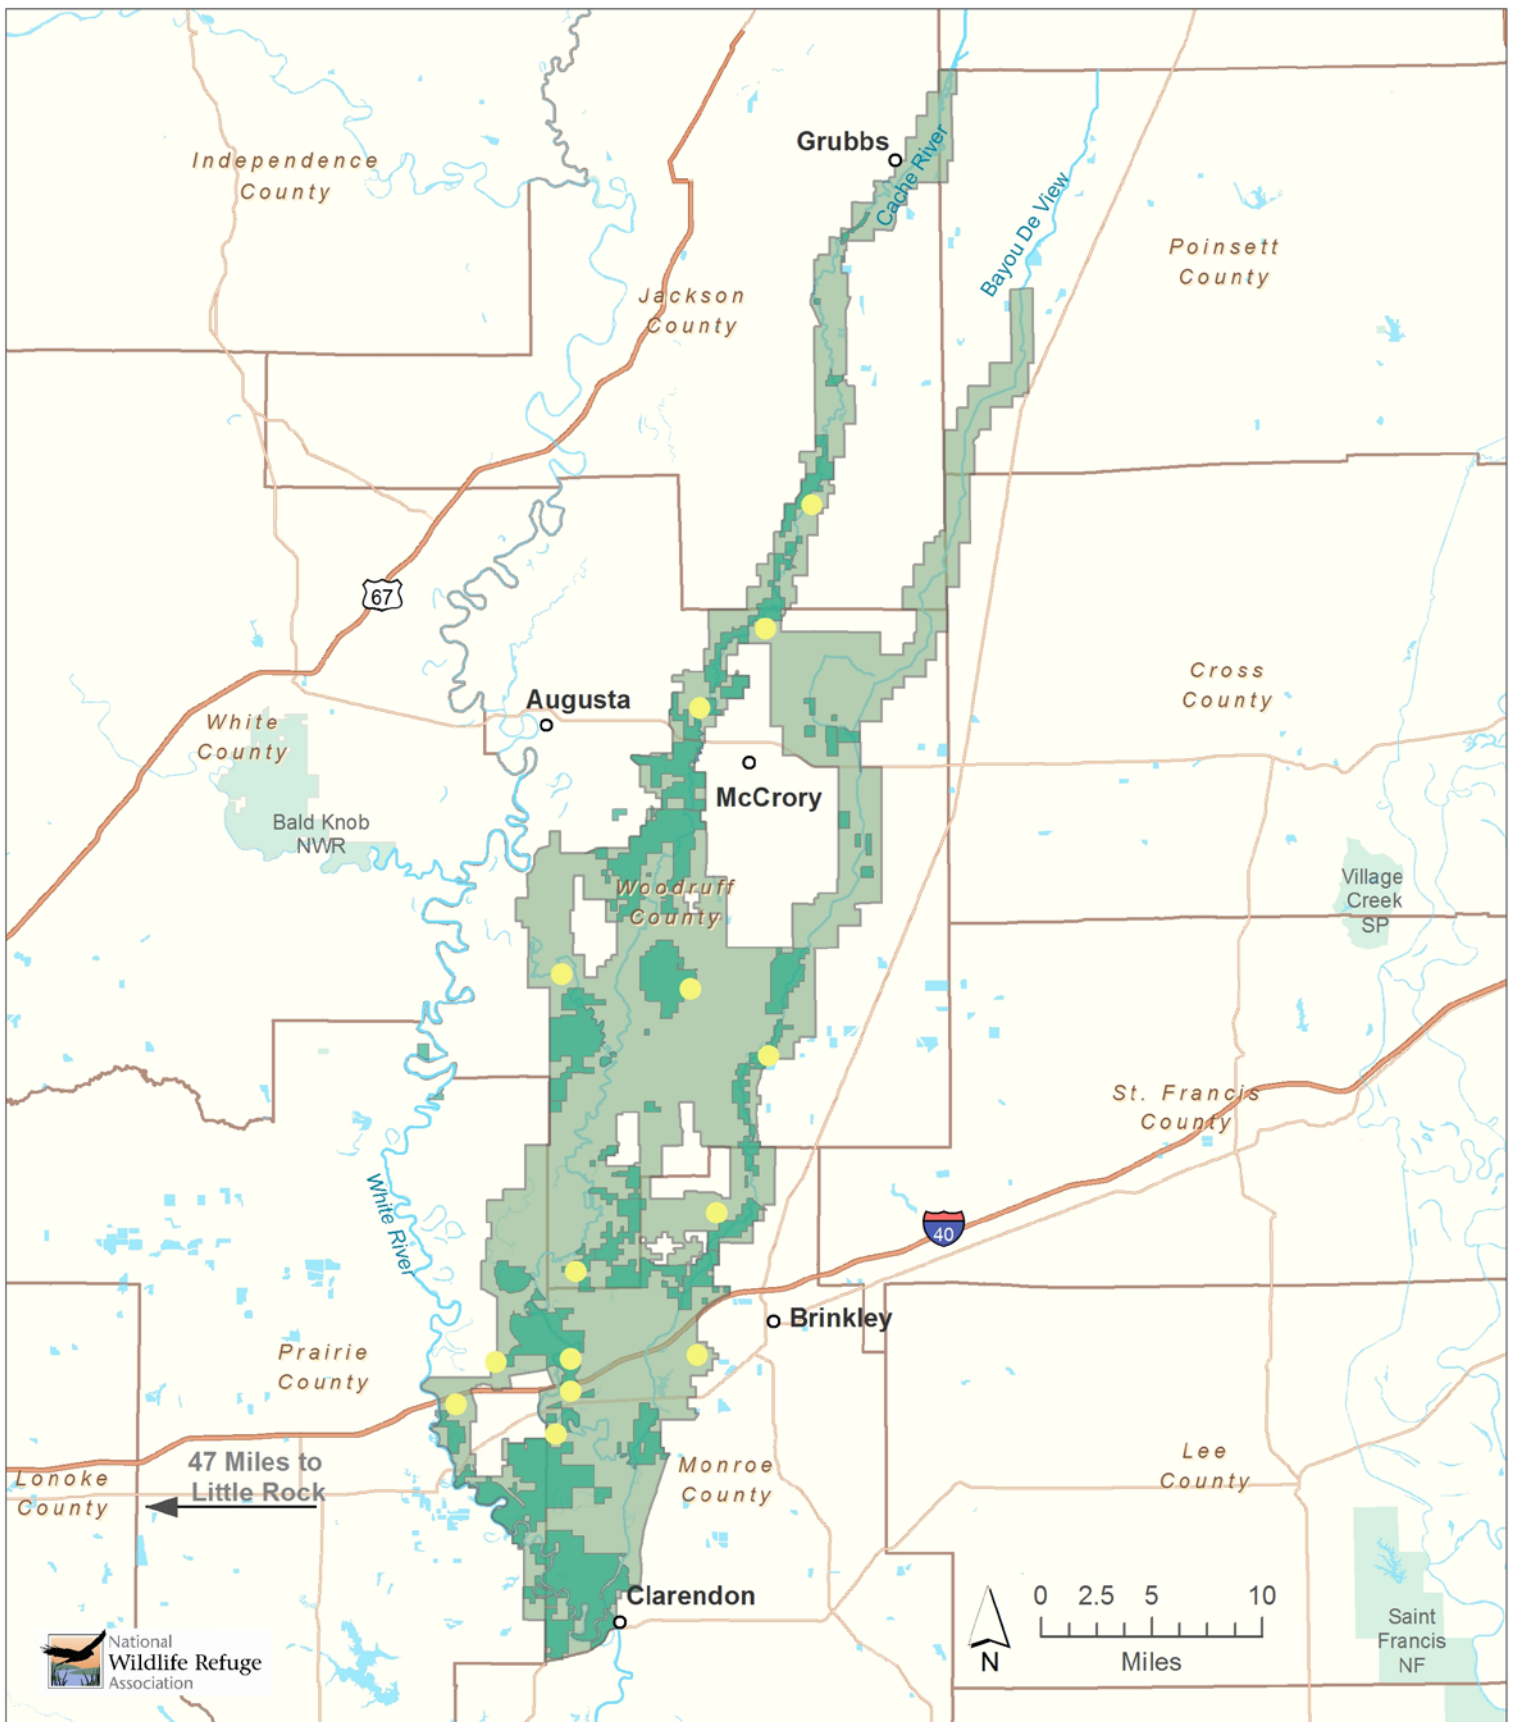 Grubbs
Cache River
Independence
County
Bayou De View
Poinsett
County
Jackson
County
67
Cross
County
Augusta
White
County
McCrory
Bald Knob
NWR
Woodruff
County
Village
Creek
SP
St. Francis
County
White River
40
Brinkley
Prairie
County
47 Miles to
Little Rock
Lonoke
County
Monroe
County
Lee
County
Clarendon
0 2.5 5 10
Miles
N
Saint
Francis
NF
National
Wildlife Refuge
Association